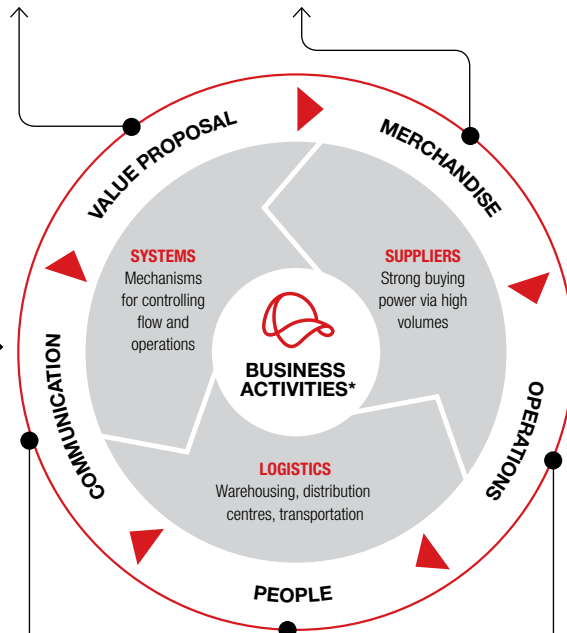 VALUE PROPOSAL
MERCHANDISE
SYSTEMS
Mechanisms
for controlling
flow and
operations
SUPPLIERS
Strong buying
power via high
volumes
BUSINESS
ACTIVITIES*
COMMUNICATION
OPERATIONS
LOGISTICS
Warehousing, distribution
centres, transportation
PEOPLE